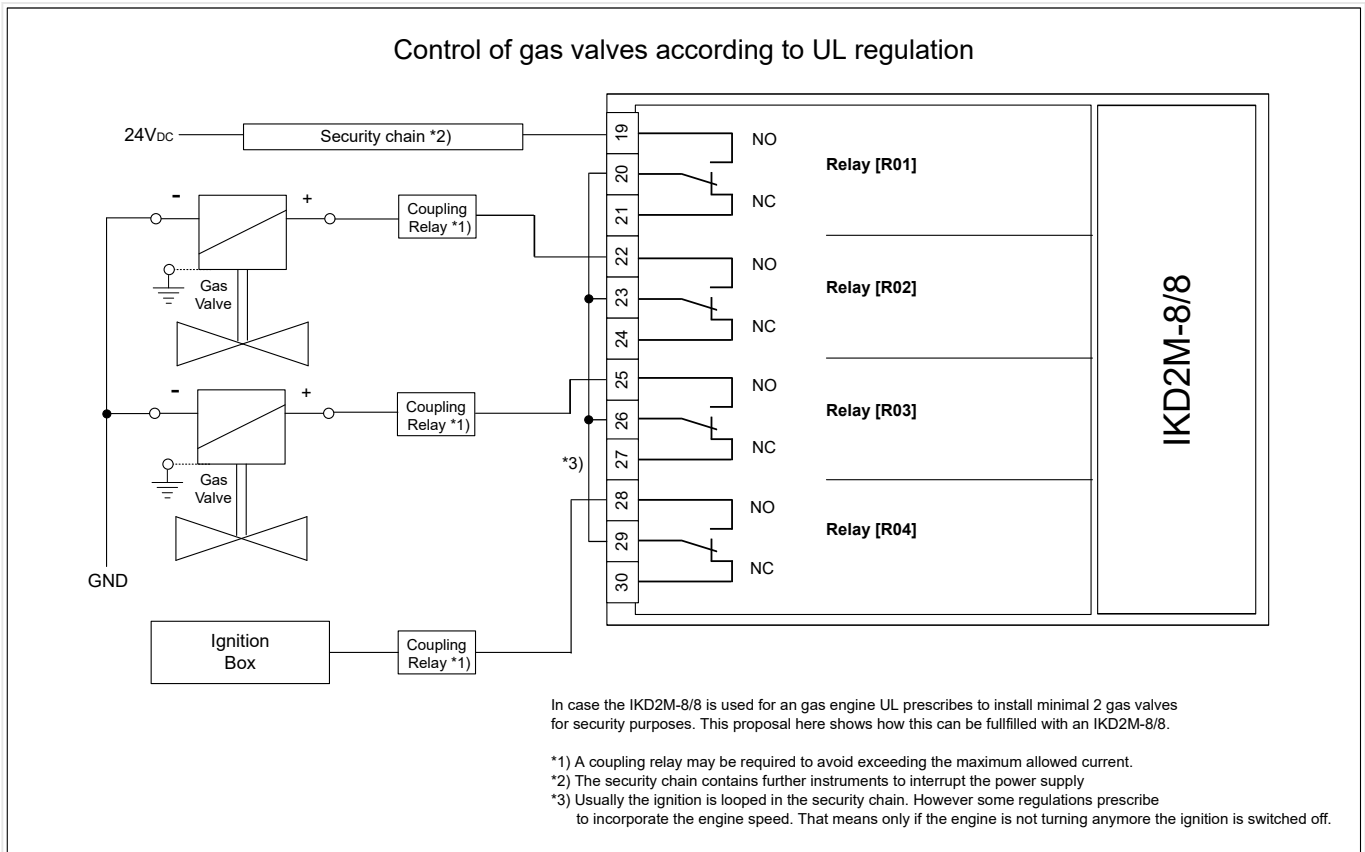 Control of gas valves according to UL regulation
24VDC
Security chain *2)
19
NO
Relay [R01]
20
21
NC
-
+
Coupling
Relay *1)
Gas
Valve
22
NO
Relay [R02]
23
24
NC
-
+
Coupling
Relay *1)
Gas
Valve
25
NO
Relay [R03]
26
27
NC
*3)
28
NO
Relay [R04]
29
30
NC
IKD2M-8/8
GND
Ignition
Box
Coupling
Relay *1)
In case the IKD2M-8/8 is used for an gas engine UL prescribes to install minimal 2 gas valves
for security purposes. This proposal here shows how this can be fullfilled with an IKD2M-8/8.
*1) A coupling relay may be required to avoid exceeding the maximum allowed current.
*2) The security chain contains further instruments to interrupt the power supply
*3) Usually the ignition is looped in the security chain. However some regulations prescribe
to incorporate the engine speed. That means only if the engine is not turning anymore the ignition is switched off.